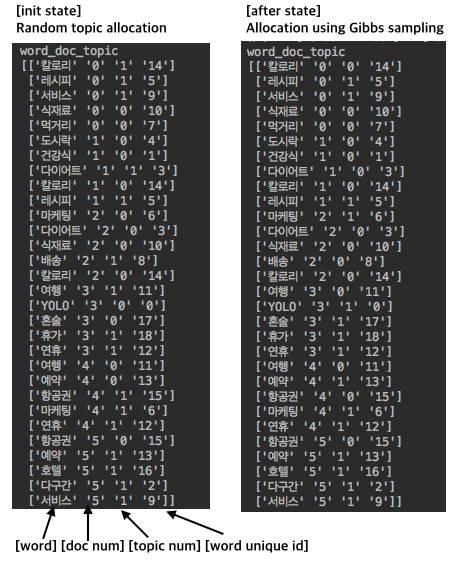 [init state]
Random topic allocation
word_doc_topic
[['칼로리' '0' '1' '14']
['레시피' '0' '1' '5']
['서비스' '0' '1' '9']
['식재료' '0' '0' '10']
['먹거리' '0' '0' '7']
['도시락' '1' '0' '4']
['건강식' '1' '0' '1']
['다이어트' '1' '1' '3']
['칼로리' '1' '0' '14']
['레시피' '1' '1' '5']
['마케팅' '2' '0' '6']
['다이어트' '2' '0' '3']
['식재료' '2' '0' '10']
['배송' '2' '1' '8']
['칼로리' '2' '0' '14']
['여행' '3' '1' '11']
['YOLO' '3' '0' '0']
['혼술' '3' '0' '17']
['휴가' '3' '1' '18']
['연휴' '3' '1' '12']
['여행' '4' '0' '11']
['예약' '4' '0' '13']
['항공권' '4' '1' '15']
['마케팅' '4' '1' '6']
['연휴' '4' '1' '12']
['항공권' '5' '0' '15']
['예약' '5' '1' '13']
['호텔' '5' '1' '16']
['다구간' '5' '1' '2']
['서비스' '5' '1' '9']]
[after state]
Allocation using Gibbs sampling
word_doc_topic
[['칼로리' '0' '0' '14']
['레시피' '0' '1' '5']
['서비스' '0' '1' '9']
['식재료' '0' '0' '10']
['먹거리' '0' '0' '7']
['도시락' '1' '0' '4']
['건강식' '1' '0' '1']
['다이어트' '1' '0' '3']
['칼로리' '1' '0' '14']
['레시피' '1' '1' '5']
['마케팅' '2' '1' '6']
['다이어트' '2' '0' '3']
['식재료' '2' '0' '10']
['배송' '2' '0' '8']
['칼로리' '2' '0' '14']
['여행' '3' '0' '11']
['YOLO' '3' '1' '0']
['혼술' '3' '1' '17']
['휴가' '3' '1' '18']
['연휴' '3' '1' '12']
['여행' '4' '0' '11']
['예약' '4' '1' '13']
['항공권' '4' '0' '15']
['마케팅' '4' '1' '6']
['연휴' '4' '1' '12']
['항공권' '5' '0' '15']
['예약' '5' '1' '13']
['호텔' '5' '1' '16']
['다구간' '5' '1' '2']
['서비스' '5' '1' '9']]
[word] [doc num] [topic num] [word unique id]